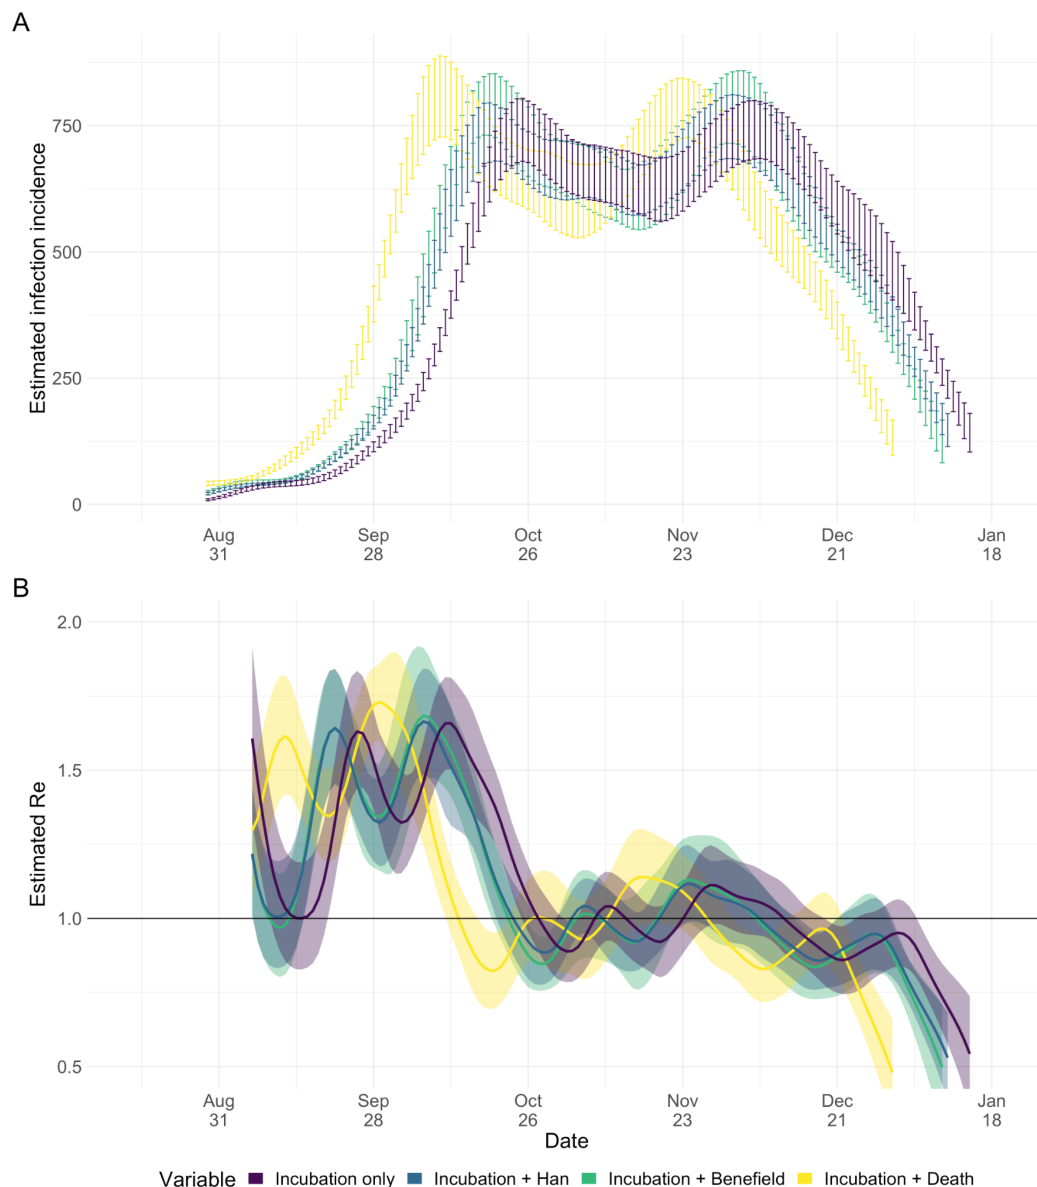 A
Estimated infection incidence
750
500
250
0
Aug 31
Sep 28
Oct 26
Nov 23
Dec 21
Jan 18
B
Estimated Re
2.0
1.5
1.0
0.5
Aug 31
Sep 28
Oct 26
Nov 23
Dec 21
Jan 18
Date
Variable Incubation only Incubation + Han Incubation + Benefield Incubation + Death